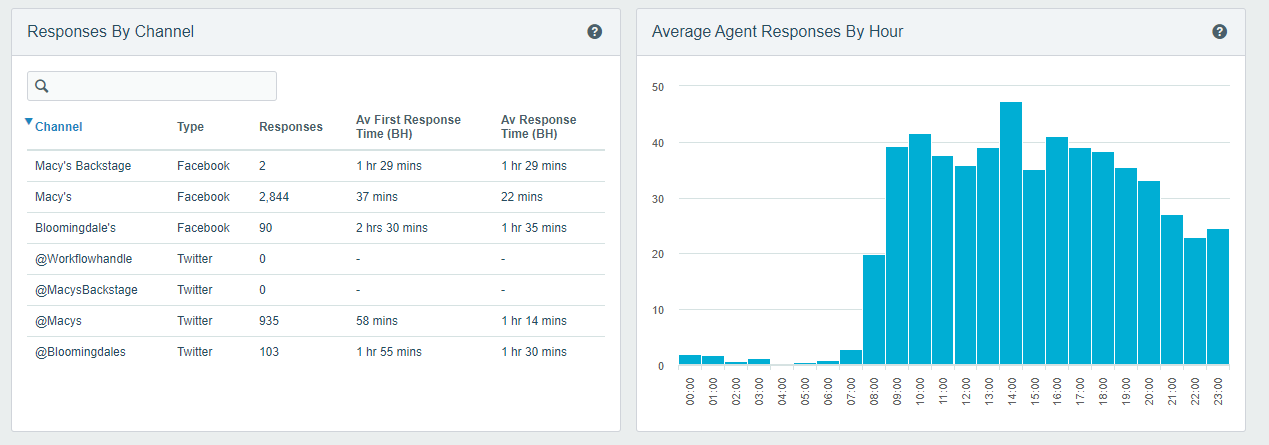 Responses By Channel
?
Channel Type Responses Av First Response Time (BH) Av Response Time (BH)
Macy's Backstage Facebook 2 1 hr 29 mins 1 hr 29 mins
Macy's Facebook 2,844 37 mins 22 mins
Bloomingdale's Facebook 90 2 hrs 30 mins 1 hr 35 mins
@Workflowhandle Twitter 0 - -
@MacysBackstage Twitter 0 - -
@Macys Twitter 935 58 mins 1 hr 14 mins
@Bloomingdales Twitter 103 1 hr 55 mins 1 hr 30 mins
Average Agent Responses By Hour
?
50
40
30
20
10
0
00:00 01:00 02:00 03:00 04:00 05:00 06:00 07:00 08:00 09:00 10:00 11:00 12:00 13:00 14:00 15:00 16:00 17:00 18:00 19:00 20:00 21:00 22:00 23:00